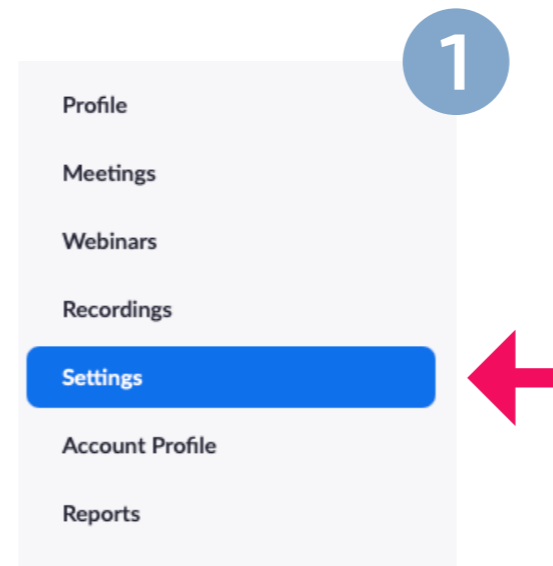 1
Profile
Meetings
Webinars
Recordings
Settings
Account Profile
Reports